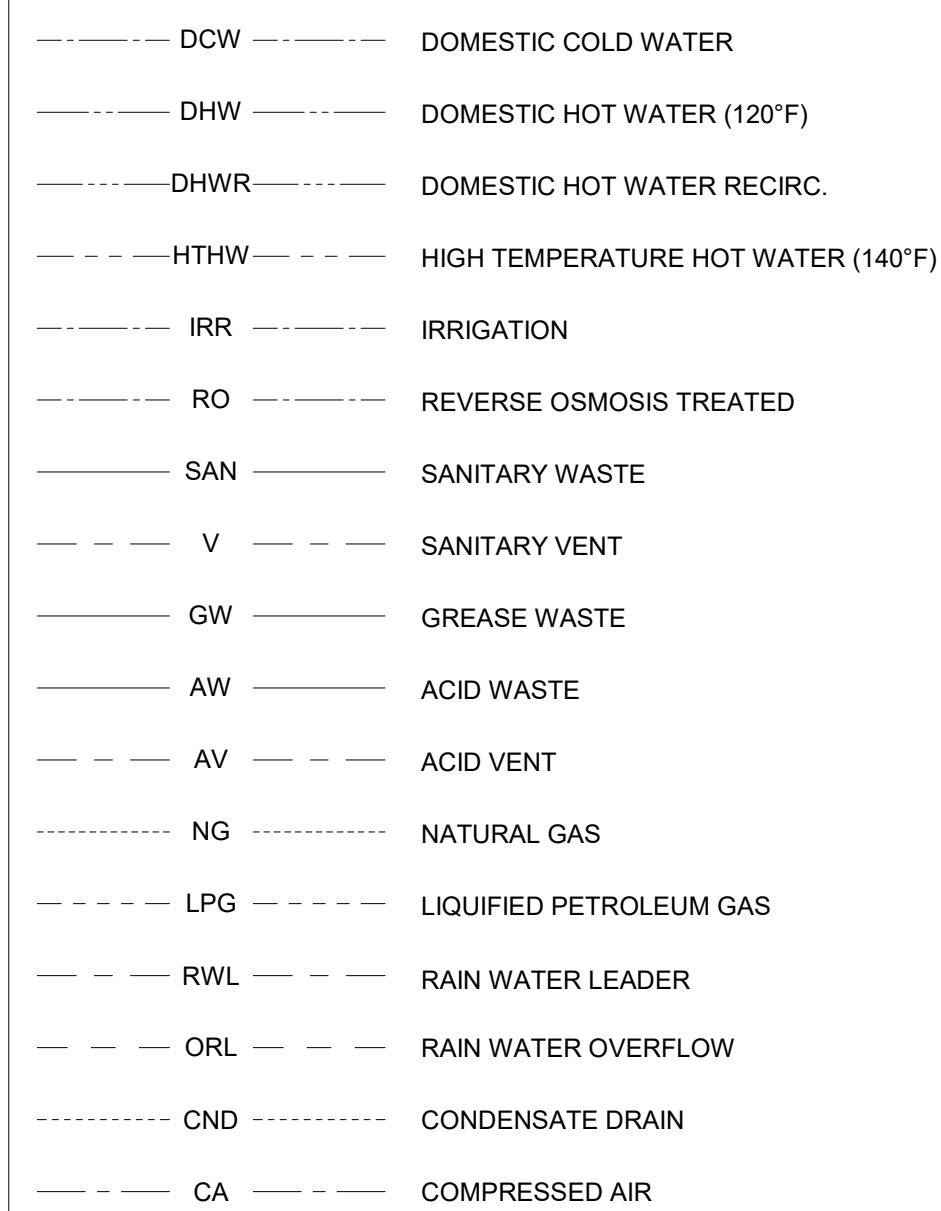 DCW DOMESTIC COLD WATER
DHW DOMESTIC HOT WATER (120°F)
DHWR DOMESTIC HOT WATER RECIRC.
HTHW HIGH TEMPERATURE HOT WATER (140°F)
IRR IRRIGATION
RO REVERSE OSMOSIS TREATED
SAN SANITARY WASTE
V SANITARY VENT
GW GREASE WASTE
AW ACID WASTE
AV ACID VENT
NG NATURAL GAS
LPG LIQUIFIED PETROLEUM GAS
RWL RAIN WATER LEADER
ORL RAIN WATER OVERFLOW
CND CONDENSATE DRAIN
CA COMPRESSED AIR